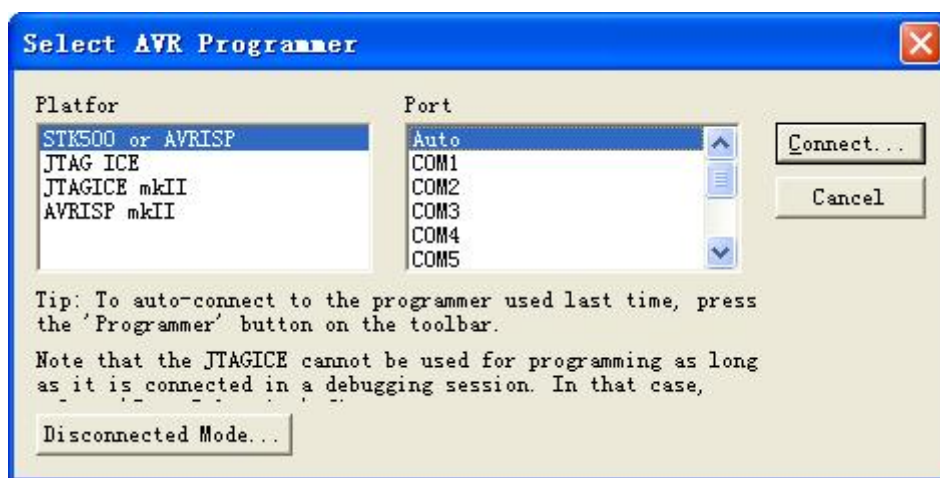 Select AVR Programmer
Platfor
Port
STK500 or AVRISP
JTAG ICE
JTAGICE mkII
AVRISP mkII
Auto
COM1
COM2
COM3
COM4
COM5
Connect...
Cancel
Tip: To auto-connect to the programmer used last time, press
the 'Programmer' button on the toolbar.
Note that the JTAGICE cannot be used for programming as long
as it is connected in a debugging session. In that case,
Disconnected Mode...